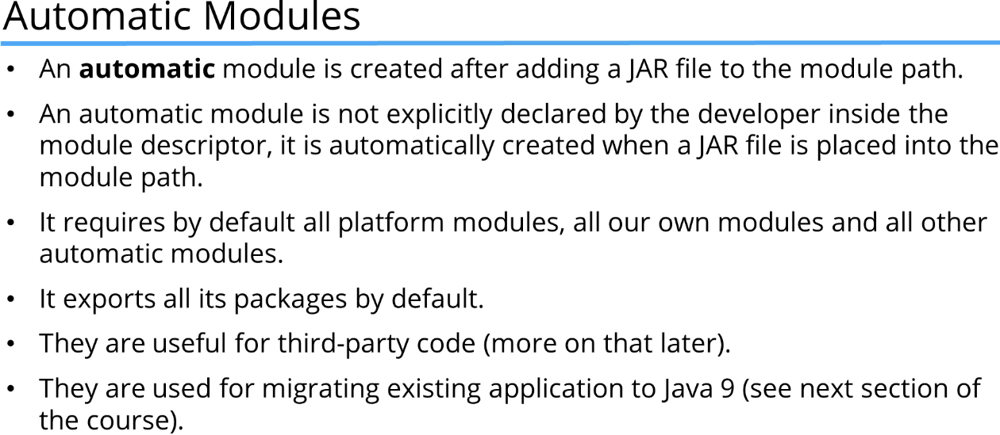 Automatic Modules
• An automatic module is created after adding a JAR file to the module path.
• An automatic module is not explicitly declared by the developer inside the
module descriptor, it is automatically created when a JAR file is placed into the
module path.
• It requires by default all platform modules, all our own modules and all other
automatic modules.
• It exports all its packages by default.
• They are useful for third-party code (more on that later).
• They are used for migrating existing application to Java 9 (see next section of
the course).